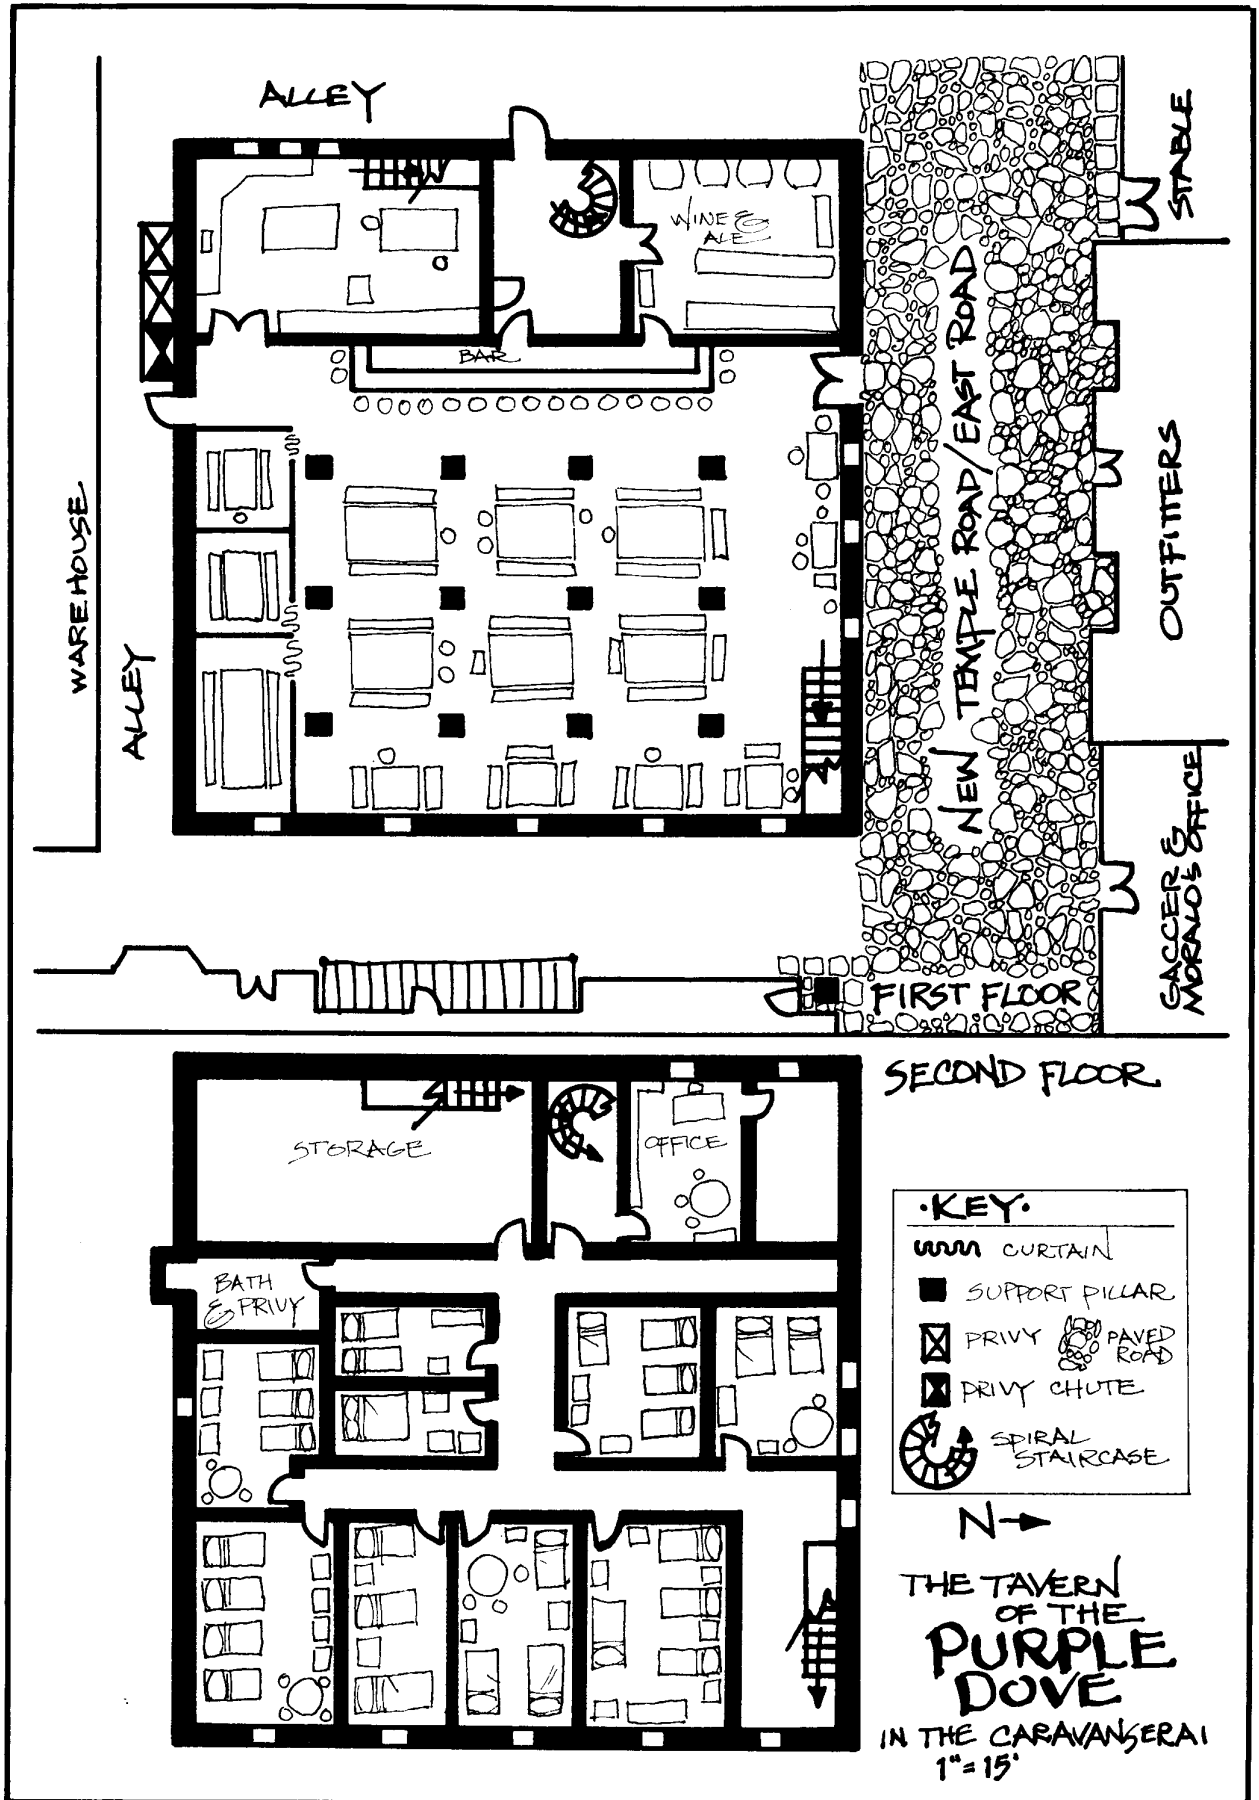 ALLEY
STABLE
WINE &
ALE
BAR
NEW TEMPLE ROAD/EAST ROAD
WAREHOUSE
ALLEY
OUTFITTERS
GACCER &
MORALO'S OFFICE
FIRST FLOOR
SECOND FLOOR
STORAGE
OFFICE
BATH
& PRIVY
·KEY·
CURTAIN
SUPPORT PILLAR
PRIVY
PAVED
ROAD
PRIVY CHUTE
SPIRAL
STAIRCASE
N
THE TAVERN
OF THE
PURPLE
DOVE
IN THE CARAVANSERAI
1"=15'